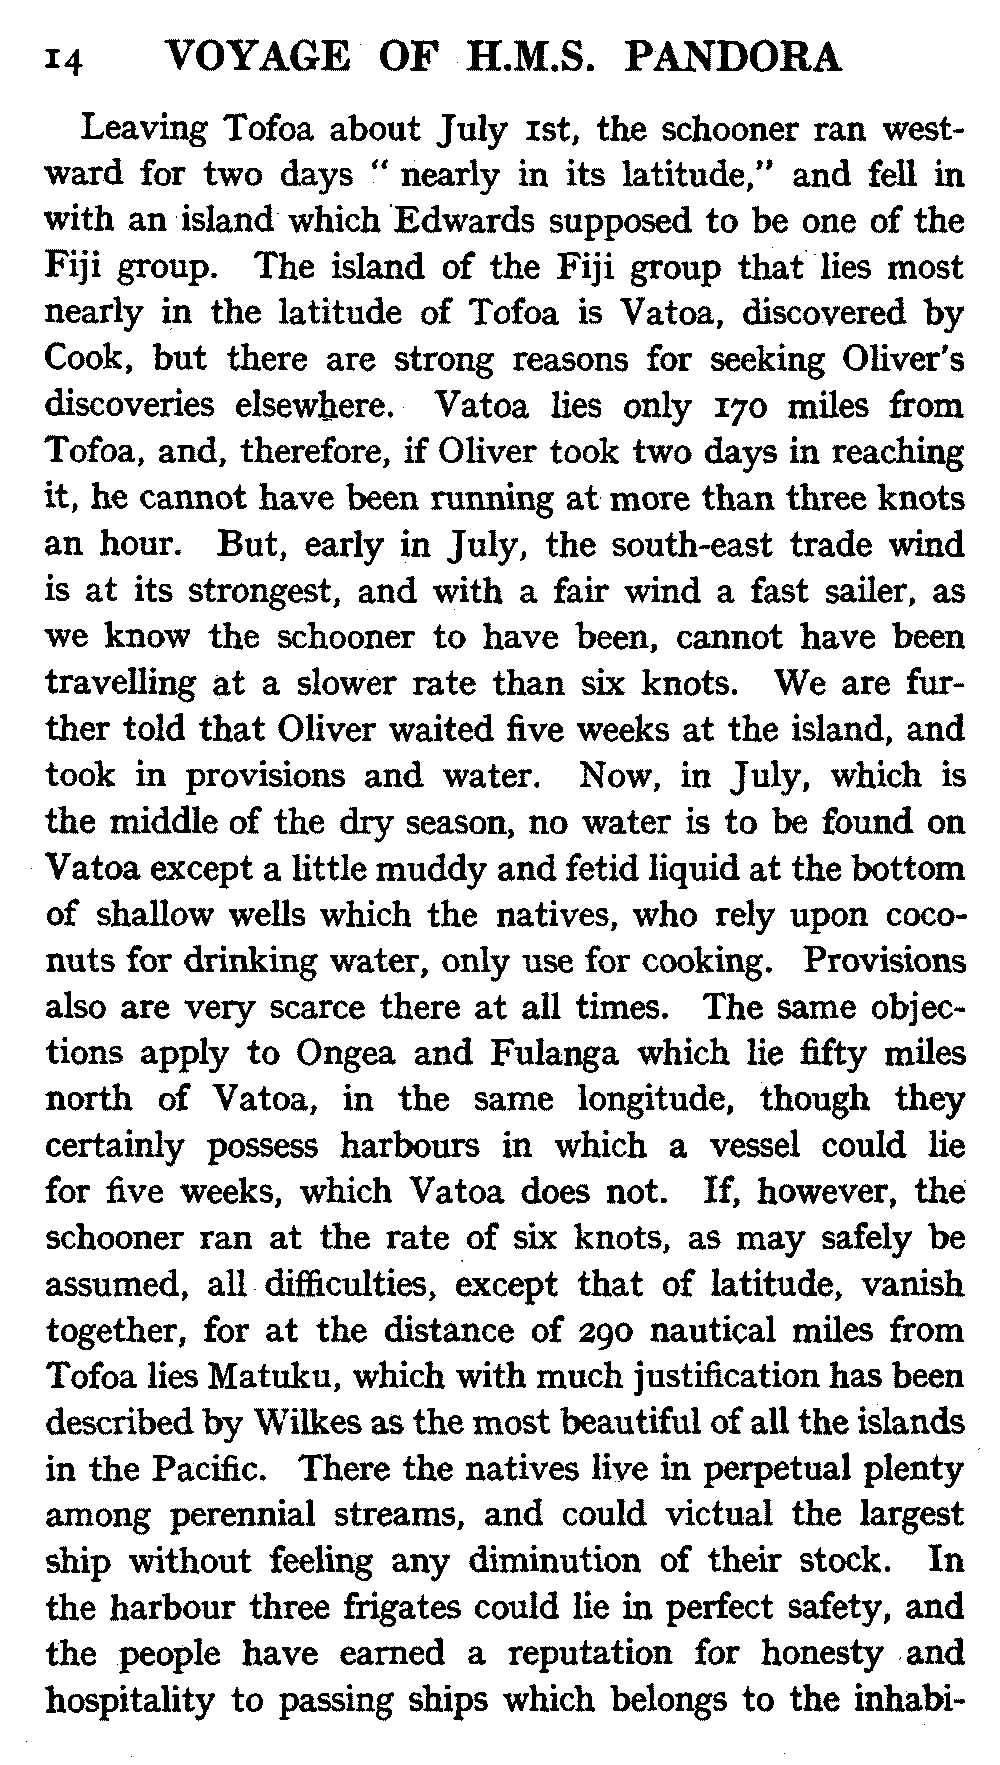 14 VOYAGE OF H.M.S. PANDORA
Leaving Tofoa about July 1st, the schooner ran west-
ward for two days " nearly in its latitude," and fell in
with an island which Edwards supposed to be one of the
Fiji group. The island of the Fiji group that lies most
nearly in the latitude of Tofoa is Vatoa, discovered by
Cook, but there are strong reasons for seeking Oliver's
discoveries elsewhere. Vatoa lies only 170 miles from
Tofoa, and, therefore, if Oliver took two days in reaching
it, he cannot have been running at more than three knots
an hour. But, early in July, the south-east trade wind
is at its strongest, and with a fair wind a fast sailer, as
we know the schooner to have been, cannot have been
travelling at a slower rate than six knots. We are fur-
ther told that Oliver waited five weeks at the island, and
took in provisions and water. Now, in July, which is
the middle of the dry season, no water is to be found on
Vatoa except a little muddy and fetid liquid at the bottom
of shallow wells which the natives, who rely upon coco-
nuts for drinking water, only use for cooking. Provisions
also are very scarce there at all times. The same objec-
tions apply to Ongea and Fulanga which lie fifty miles
north of Vatoa, in the same longitude, though they
certainly possess harbours in which a vessel could lie
for five weeks, which Vatoa does not. If, however, the
schooner ran at the rate of six knots, as may safely be
assumed, all difficulties, except that of latitude, vanish
together, for at the distance of 290 nautical miles from
Tofoa lies Matuku, which with much justification has been
described by Wilkes as the most beautiful of all the islands
in the Pacific. There the natives live in perpetual plenty
among perennial streams, and could victual the largest
ship without feeling any diminution of their stock. In
the harbour three frigates could lie in perfect safety, and
the people have earned a reputation for honesty and
hospitality to passing ships which belongs to the inhabi-